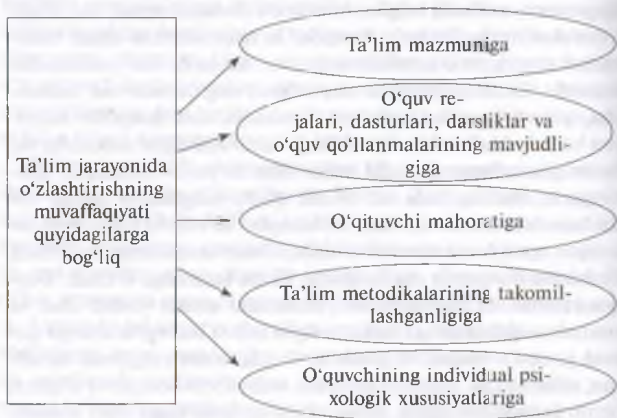 Ta'lim jarayonida
o‘zlashtirishning
muvaffaqiyati
quyidagilarga
bog‘liq
Ta'lim mazmuniga
O‘quv re-
jalari, dasturlari, darsliklar va
o‘quv qo‘llanmalarining mavjudli-
giga
O‘qituvchi mahoratiga
Ta'lim metodikalarining takomil-
lashganligiga
O‘quvchining individual psi-
xologik xususiyatlariga